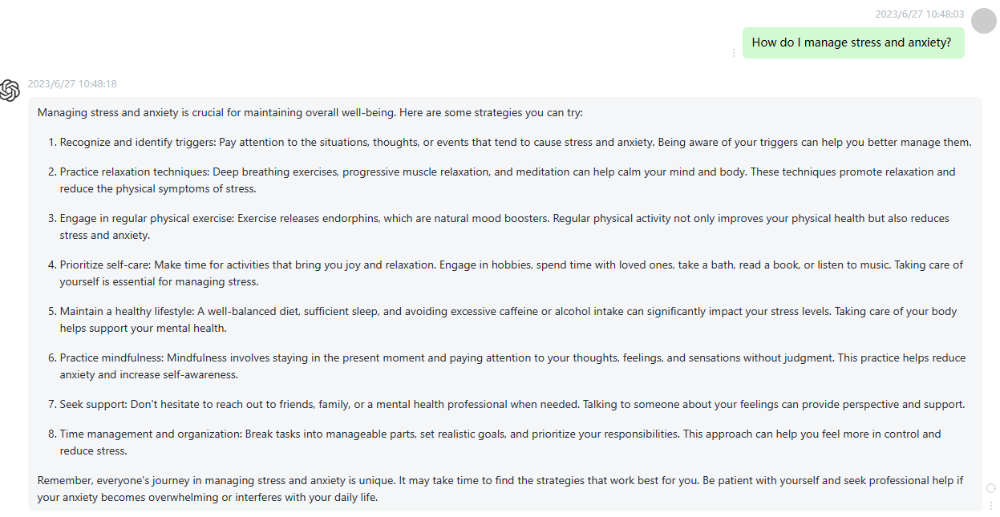 2023/6/27 10:48:03
How do I manage stress and anxiety?
2023/6/27 10:48:18
Managing stress and anxiety is crucial for maintaining overall well-being. Here are some strategies you can try:
1. Recognize and identify triggers: Pay attention to the situations, thoughts, or events that tend to cause stress and anxiety. Being aware of your triggers can help you better manage them.
2. Practice relaxation techniques: Deep breathing exercises, progressive muscle relaxation, and meditation can help calm your mind and body. These techniques promote relaxation and
reduce the physical symptoms of stress.
3. Engage in regular physical exercise: Exercise releases endorphins, which are natural mood boosters. Regular physical activity not only improves your physical health but also reduces
stress and anxiety.
4. Prioritize self-care: Make time for activities that bring you joy and relaxation. Engage in hobbies, spend time with loved ones, take a bath, read a book, or listen to music. Taking care of
yourself is essential for managing stress.
5. Maintain a healthy lifestyle: A well-balanced diet, sufficient sleep, and avoiding excessive caffeine or alcohol intake can significantly impact your stress levels. Taking care of your body
helps support your mental health.
6. Practice mindfulness: Mindfulness involves staying in the present moment and paying attention to your thoughts, feelings, and sensations without judgment. This practice helps reduce
anxiety and increase self-awareness.
7. Seek support: Don't hesitate to reach out to friends, family, or a mental health professional when needed. Talking to someone about your feelings can provide perspective and support.
8. Time management and organization: Break tasks into manageable parts, set realistic goals, and prioritize your responsibilities. This approach can help you feel more in control and
reduce stress.
Remember, everyone's journey in managing stress and anxiety is unique. It may take time to find the strategies that work best for you. Be patient with yourself and seek professional help if
your anxiety becomes overwhelming or interferes with your daily life.